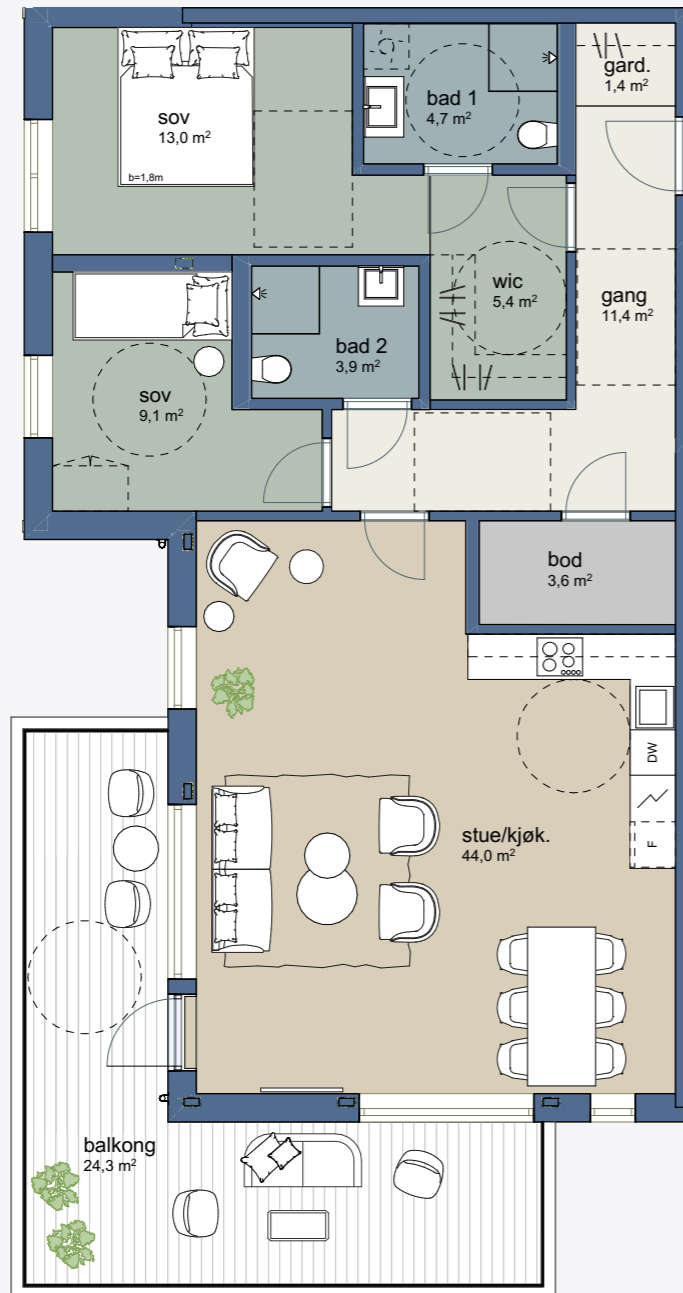 sov
13,0 m²
b=1,8m
bad 1
4,7 m²
gard.
1,4 m²
wic
5,4 m²
gang
11,4 m²
bad 2
3,9 m²
sov
9,1 m²
bod
3,6 m²
DW
F
stue/kjøk.
44,0 m²
balkong
24,3 m²